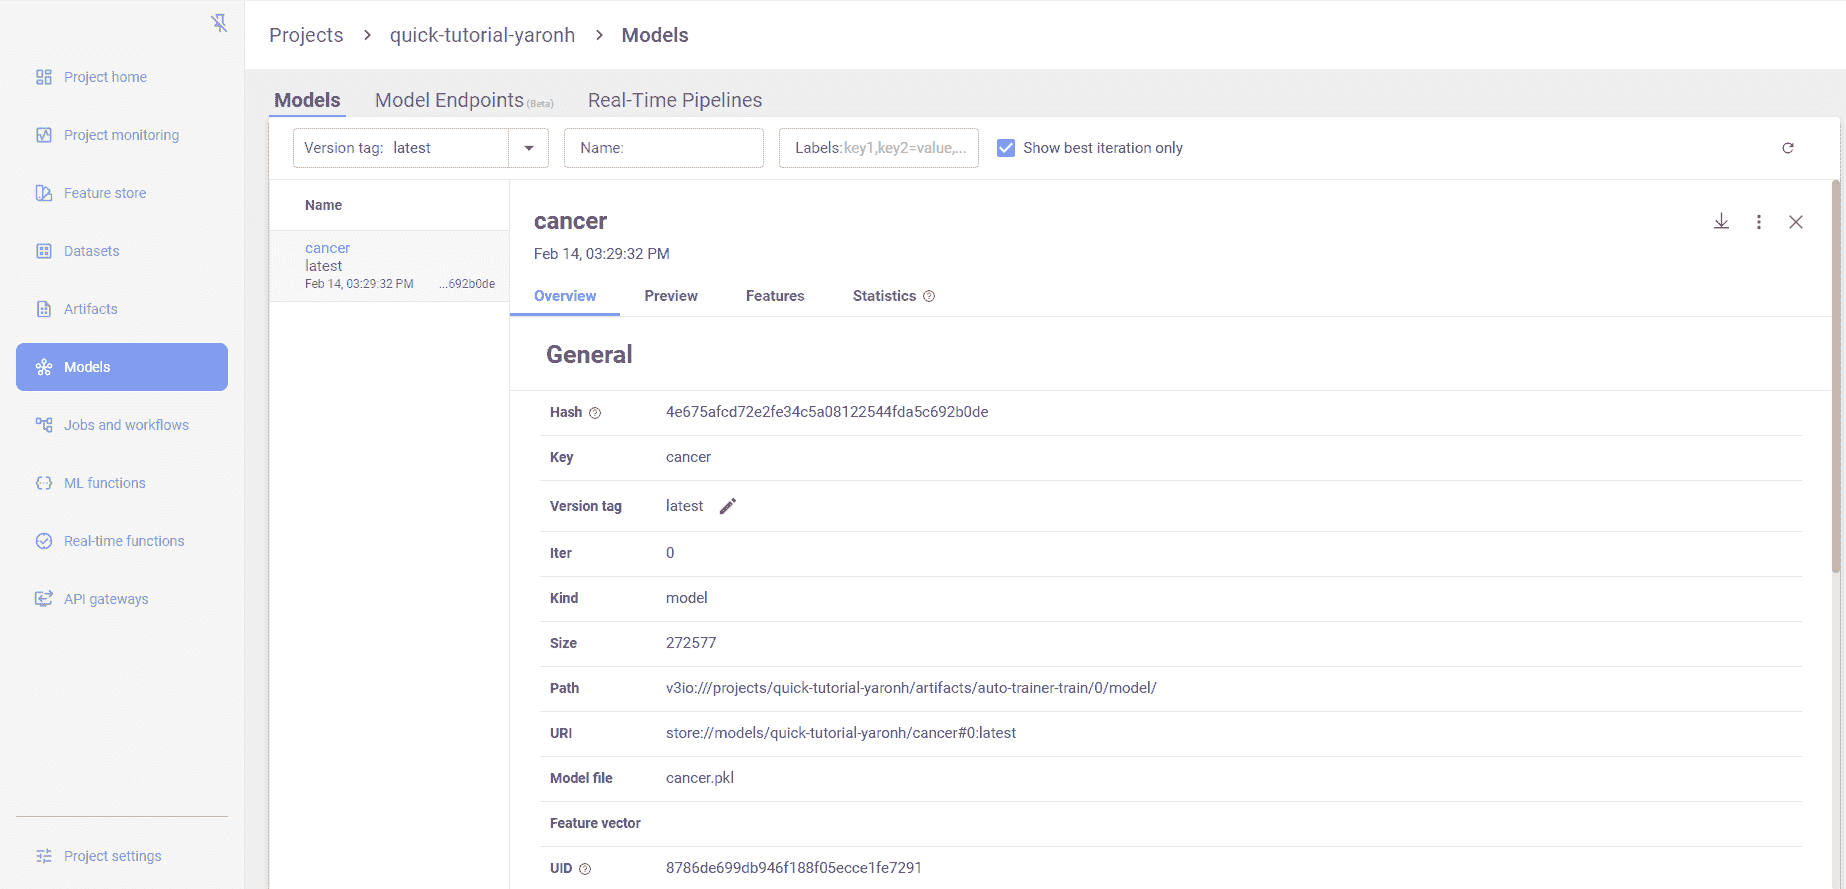 Projects > quick-tutorial-yaronh > Models
Project home
Project monitoring
Feature store
Datasets
Artifacts
Models
Jobs and workflows
ML functions
Real-time functions
API gateways
Project settings
Models Model Endpoints (Beta) Real-Time Pipelines
Version tag: latest Name: Labels:key1,key2=value,... Show best iteration only
Name
cancer
latest
Feb 14, 03:29:32 PM ...692b0de
cancer
Feb 14, 03:29:32 PM
Overview Preview Features Statistics
General
Hash 4e675afcd72e2fe34c5a08122544fda5c692b0de
Key cancer
Version tag latest
Iter 0
Kind model
Size 272577
Path v3io:///projects/quick-tutorial-yaronh/artifacts/auto-trainer-train/0/model/
URI store://models/quick-tutorial-yaronh/cancer#0:latest
Model file cancer.pkl
Feature vector
UID 8786de699db946f188f05ecce1fe7291